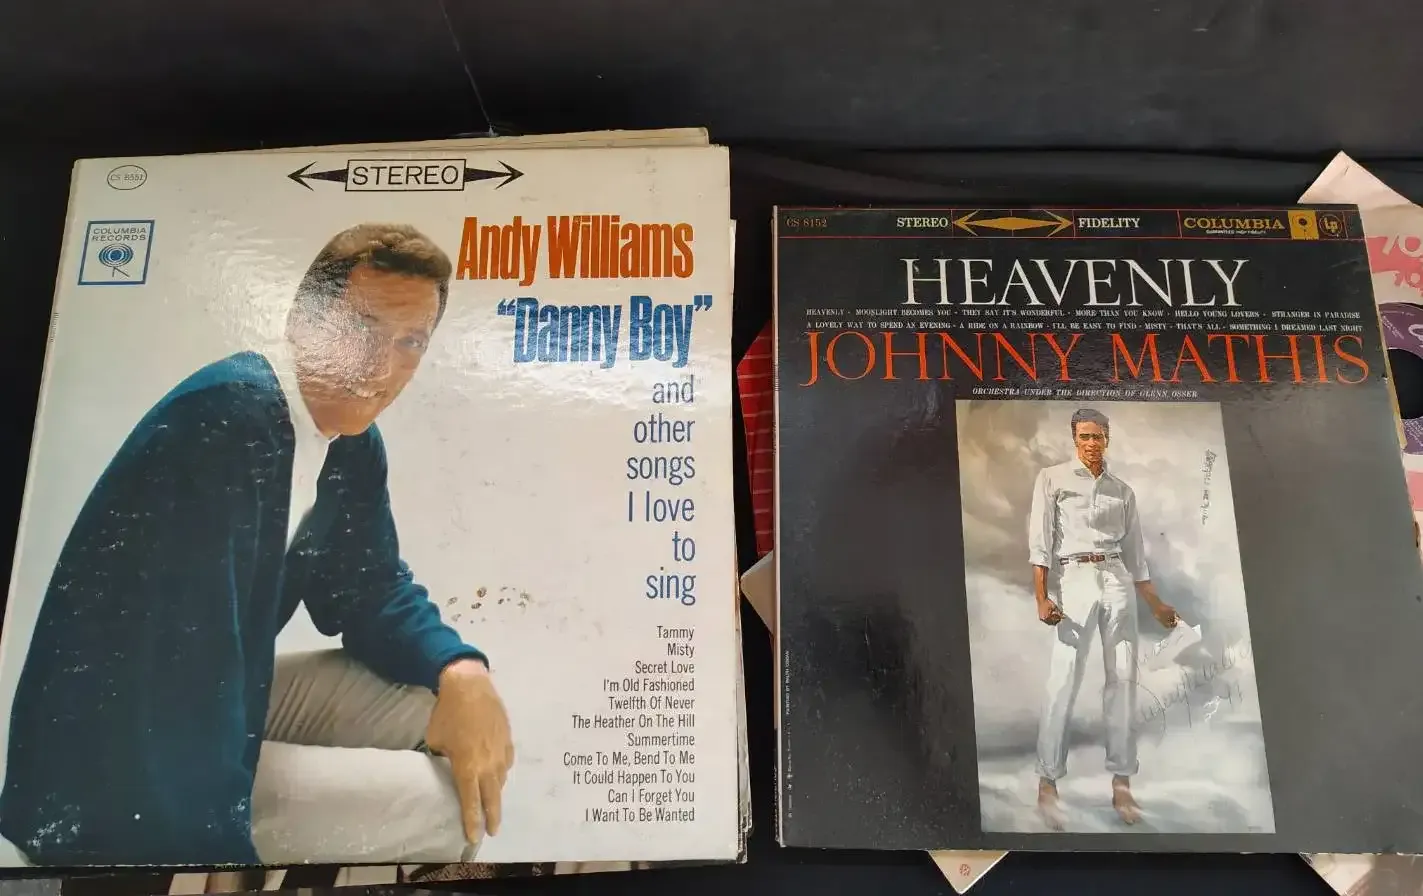 CS 8551
STEREO
COLUMBIA
RECORDS
Andy Williams
“Danny Boy”
and
other
songs
I love
to
sing
Tammy
Misty
Secret Love
I'm Old Fashioned
Twelfth Of Never
The Heather On The Hill
Summertime
Come To Me, Bend To Me
It Could Happen To You
Can I Forget You
I Want To Be Wanted
CS 8152
STEREO FIDELITY COLUMBIA
GUARANTEED HIGH FIDELITY
LP
HEAVENLY
HEAVENLY - MOONLIGHT BECOMES YOU - THEY SAY IT'S WONDERFUL - MORE THAN YOU KNOW - HELLO YOUNG LOVERS - STRANGER IN PARADISE
A LOVELY WAY TO SPEND AN EVENING - A RIDE ON A RAINBOW - I'LL BE EASY TO FIND - MISTY - THAT'S ALL - SOMETHING I DREAMED LAST NIGHT
JOHNNY MATHIS
ORCHESTRA UNDER THE DIRECTION OF GLENN OSSER